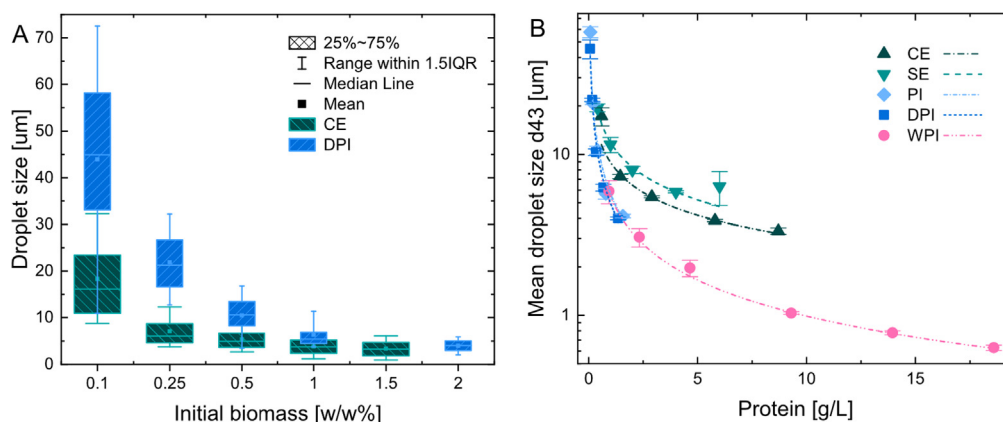 A
Droplet size [um]
70
60
50
40
30
20
10
0
25%~75%
Range within 1.5IQR
Median Line
Mean
CE
DPI
0.1 0.25 0.5 1 1.5 2
Initial biomass [w/w%]
B
Mean droplet size d43 [um]
10
1
CE
SE
PI
DPI
WPI
0 5 10 15
Protein [g/L]